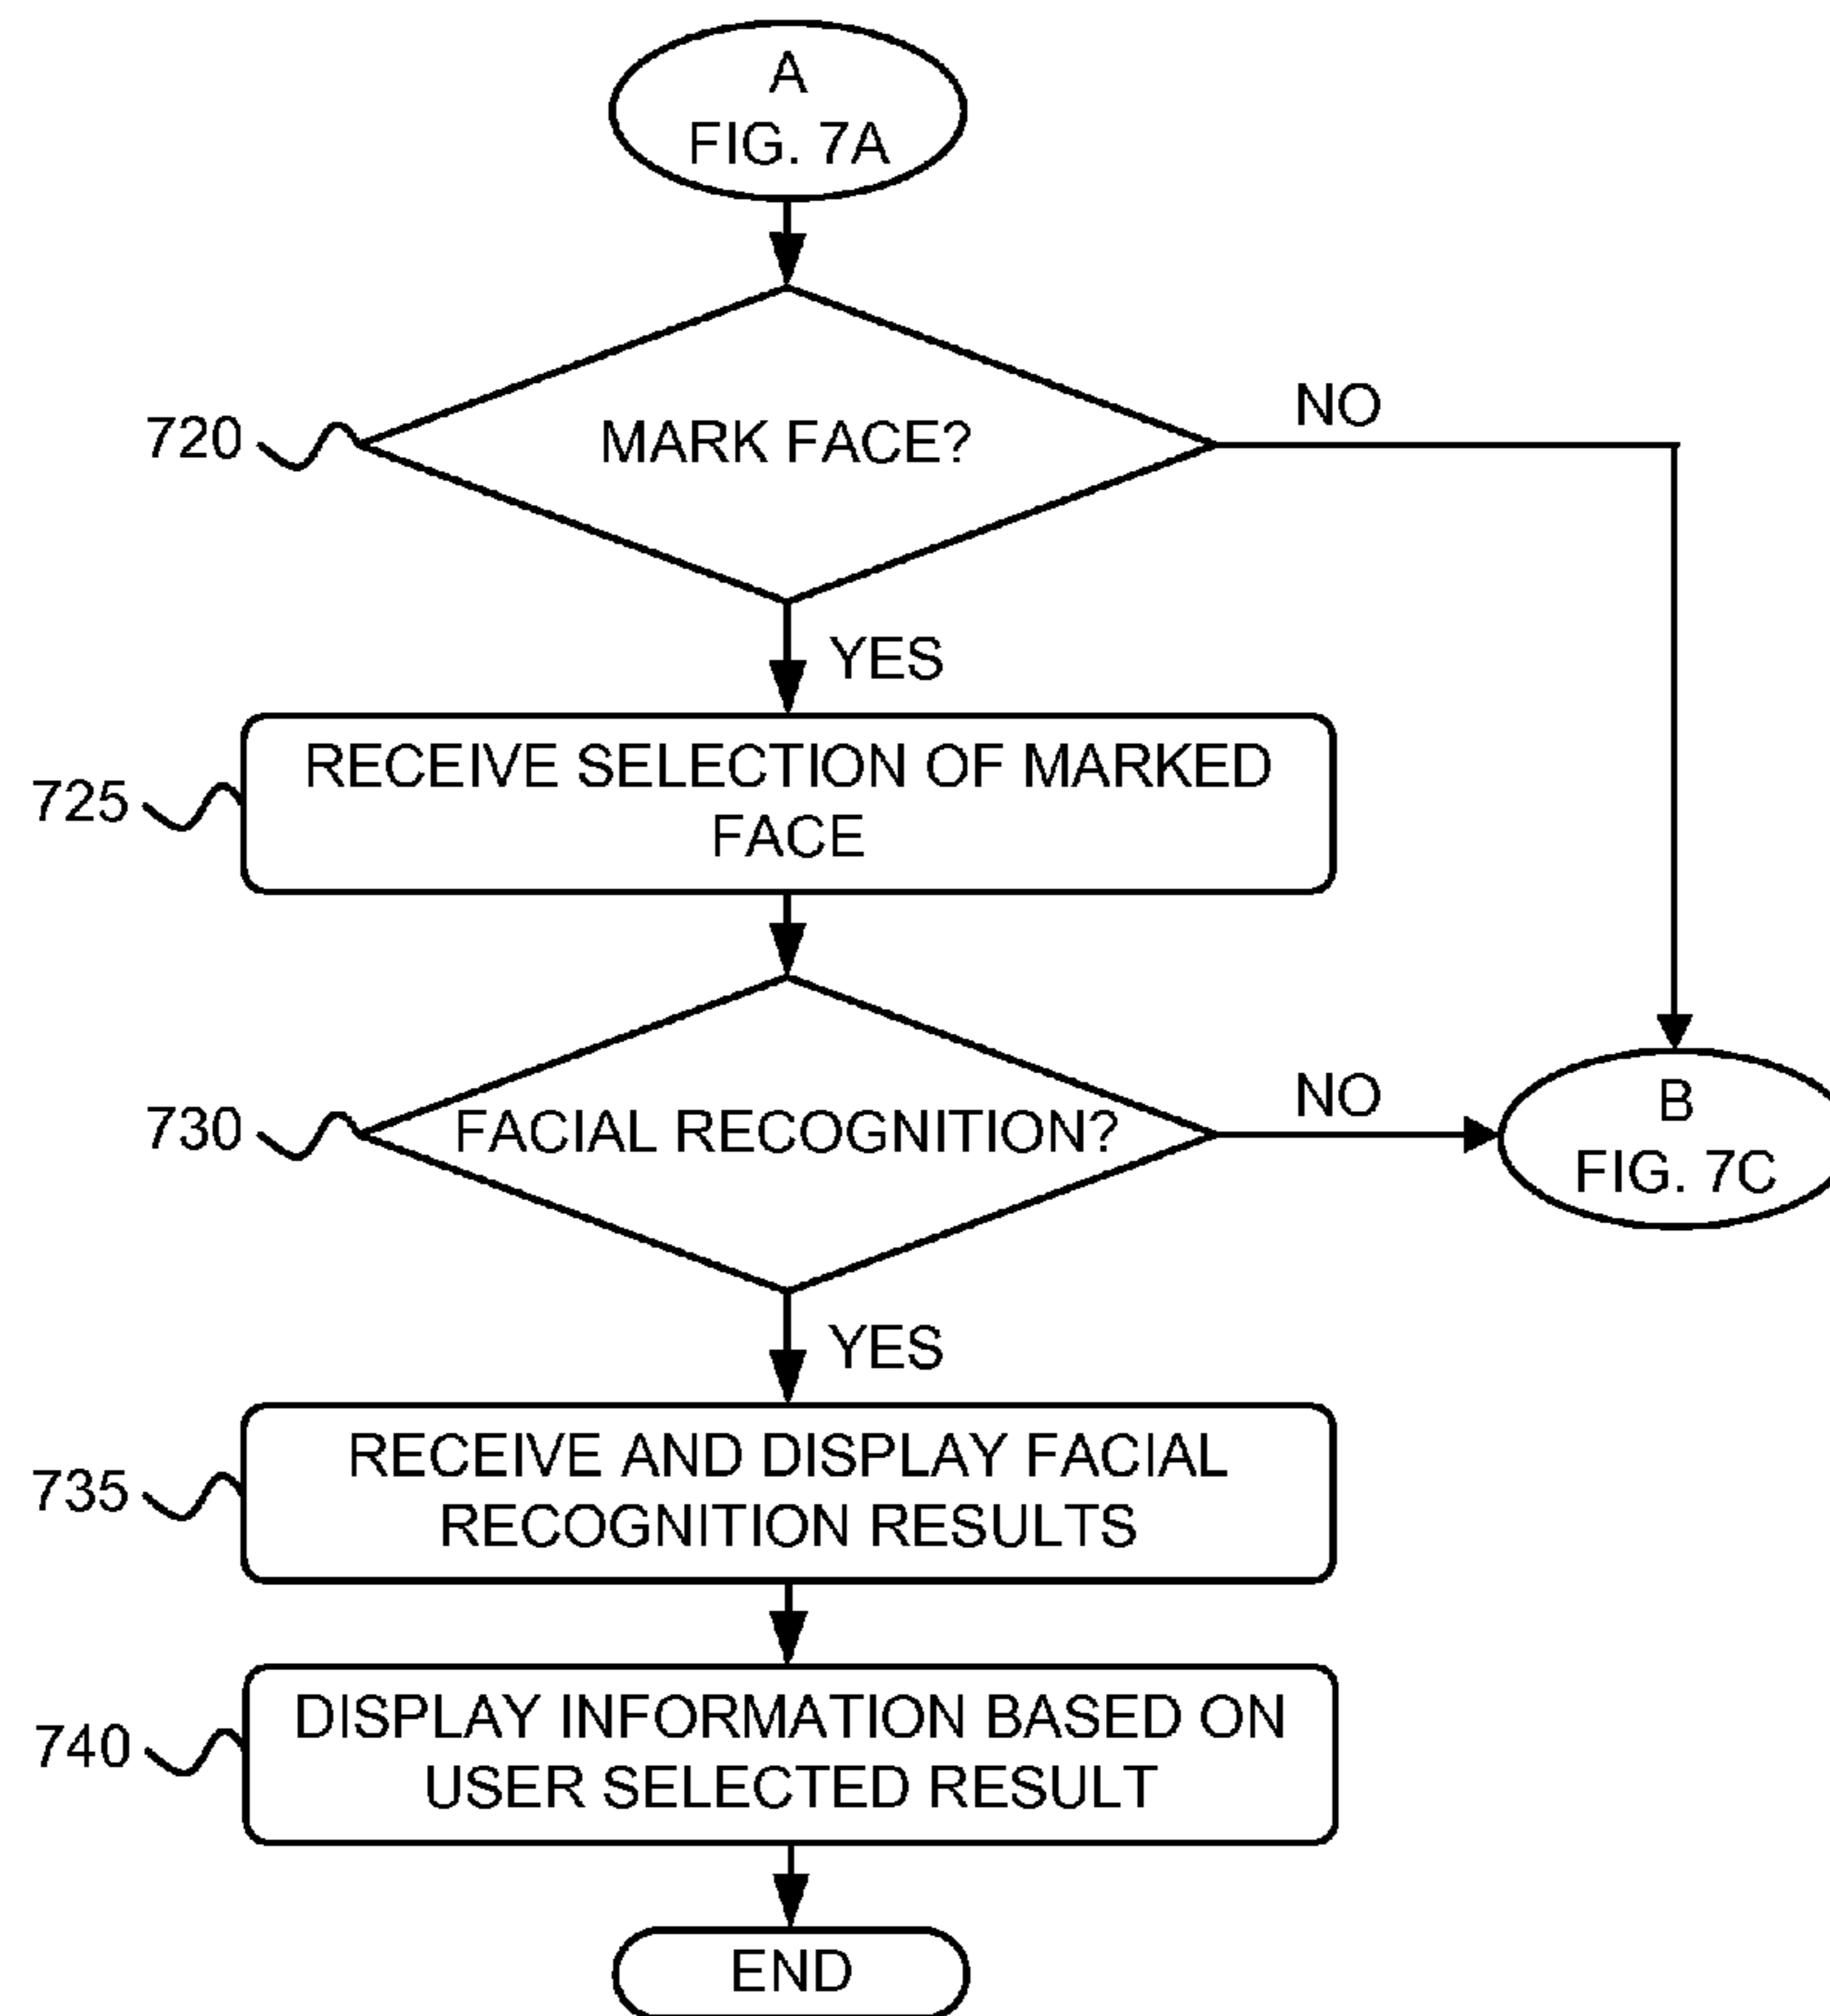 A
FIG. 7A
720
MARK FACE?
NO
YES
725
RECEIVE SELECTION OF MARKED
FACE
730
FACIAL RECOGNITION?
NO
B
FIG. 7C
YES
735
RECEIVE AND DISPLAY FACIAL
RECOGNITION RESULTS
740
DISPLAY INFORMATION BASED ON
USER SELECTED RESULT
END